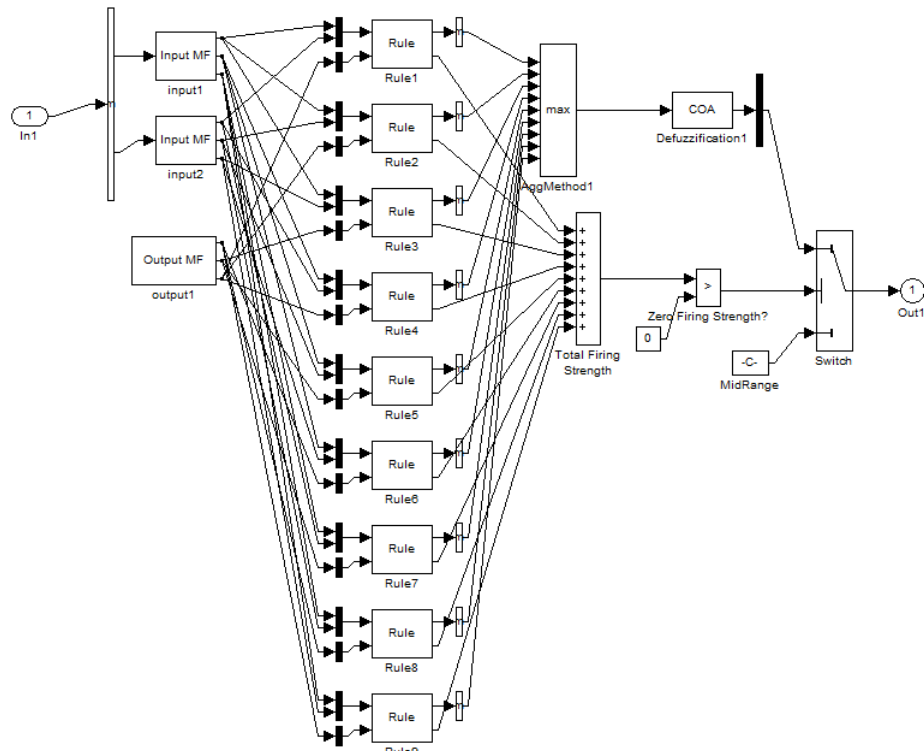 1
In1
Input MF
input1
Input MF
input2
Output MF
output1
Rule
Rule1
Rule
Rule2
Rule
Rule3
Rule
Rule4
Rule
Rule5
Rule
Rule6
Rule
Rule7
Rule
Rule8
Rule
max
AggMethod1
COA
Defuzzification1
+
+
+
+
+
+
+
+
+
Total Firing
Strength
>
Zero Firing Strength?
0
-C-
MidRange
Switch
1
Out1